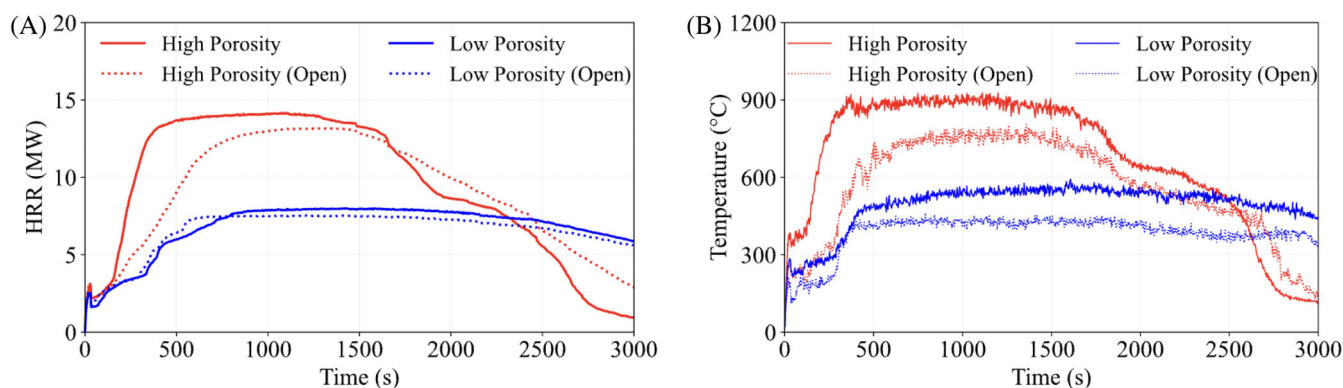 (A)
20
15
10
5
0
HRR (MW)
High Porosity
High Porosity (Open)
Low Porosity
Low Porosity (Open)
0 500 1000 1500 2000 2500 3000
Time (s)
(B)
1200
900
600
300
0
Temperature (°C)
High Porosity
High Porosity (Open)
Low Porosity
Low Porosity (Open)
0 500 1000 1500 2000 2500 3000
Time (s)